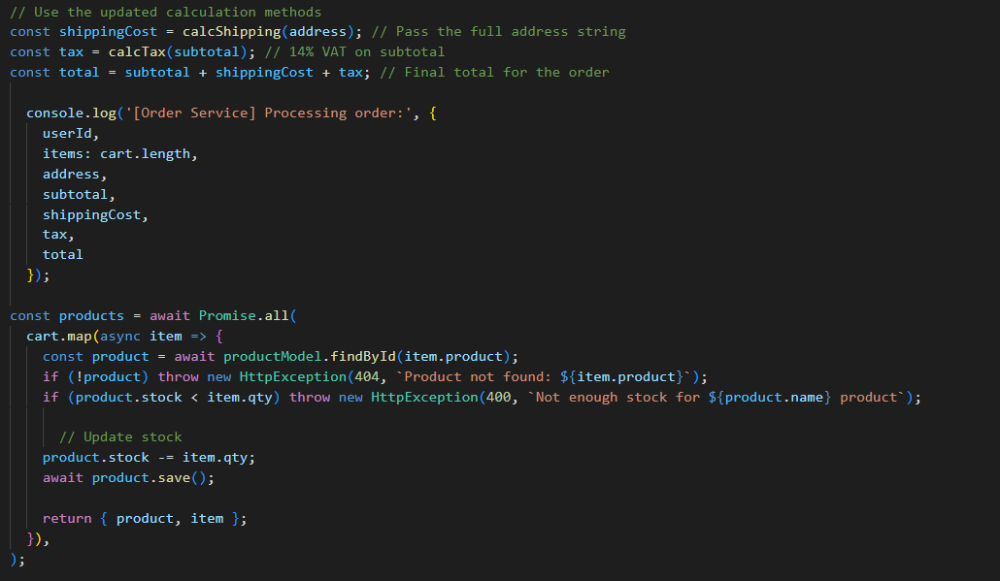 // Use the updated calculation methods
const shippingCost = calcShipping(address); // Pass the full address string
const tax = calcTax(subtotal); // 14% VAT on subtotal
const total = subtotal + shippingCost + tax; // Final total for the order

  console.log('[Order Service] Processing order:', {
    userId,
    items: cart.length,
    address,
    subtotal,
    shippingCost,
    tax,
    total
  });

const products = await Promise.all(
  cart.map(async item => {
    const product = await productModel.findById(item.product);
    if (!product) throw new HttpException(404, `Product not found: ${item.product}`);
    if (product.stock < item.qty) throw new HttpException(400, `Not enough stock for ${product.name} product`);

      // Update stock
    product.stock -= item.qty;
    await product.save();

    return { product, item };
  }),
);